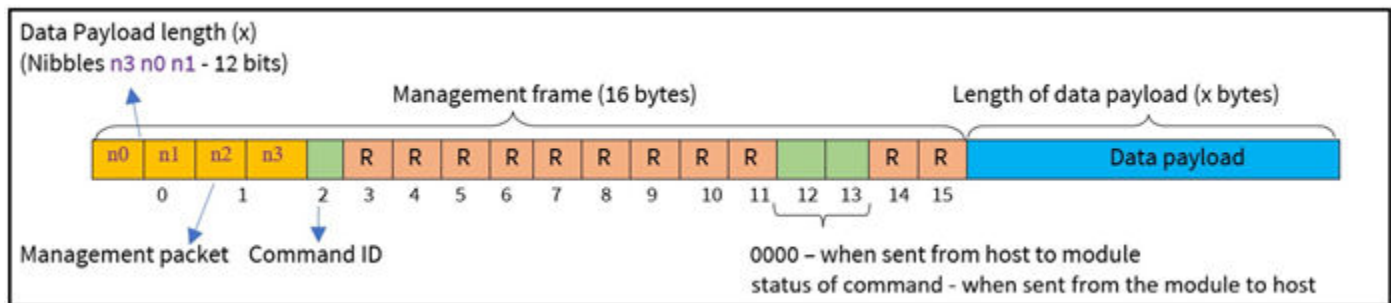 Data Payload length (x)
(Nibbles n3 n0 n1 - 12 bits)
Management frame (16 bytes)
Length of data payload (x bytes)
n0 n1 n2 n3 R R R R R R R R R R R Data payload
0 1 2 3 4 5 6 7 8 9 10 11 12 13 14 15
Management packet Command ID
0000 – when sent from host to module
status of command - when sent from the module to host